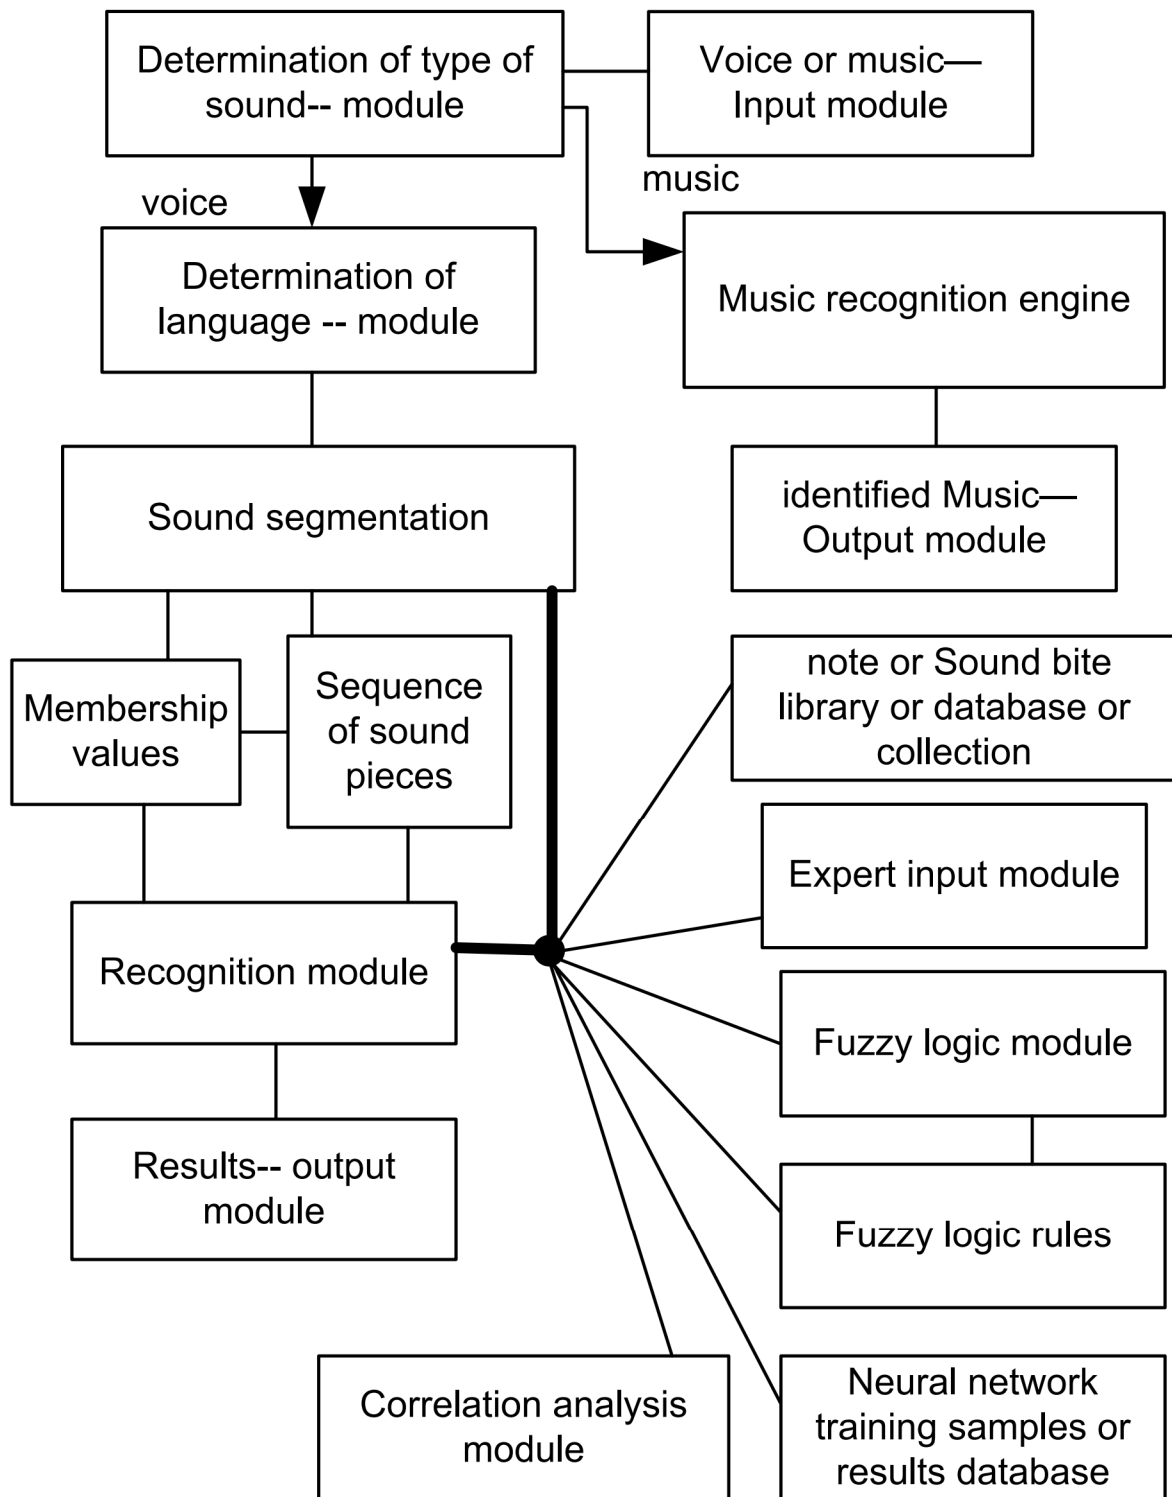 Determination of type of
sound-- module
Voice or music—
Input module
voice
music
Determination of
language -- module
Music recognition engine
Sound segmentation
identified Music—
Output module
Membership
values
Sequence
of sound
pieces
note or Sound bite
library or database or
collection
Expert input module
Recognition module
Fuzzy logic module
Results-- output
module
Fuzzy logic rules
Correlation analysis
module
Neural network
training samples or
results database